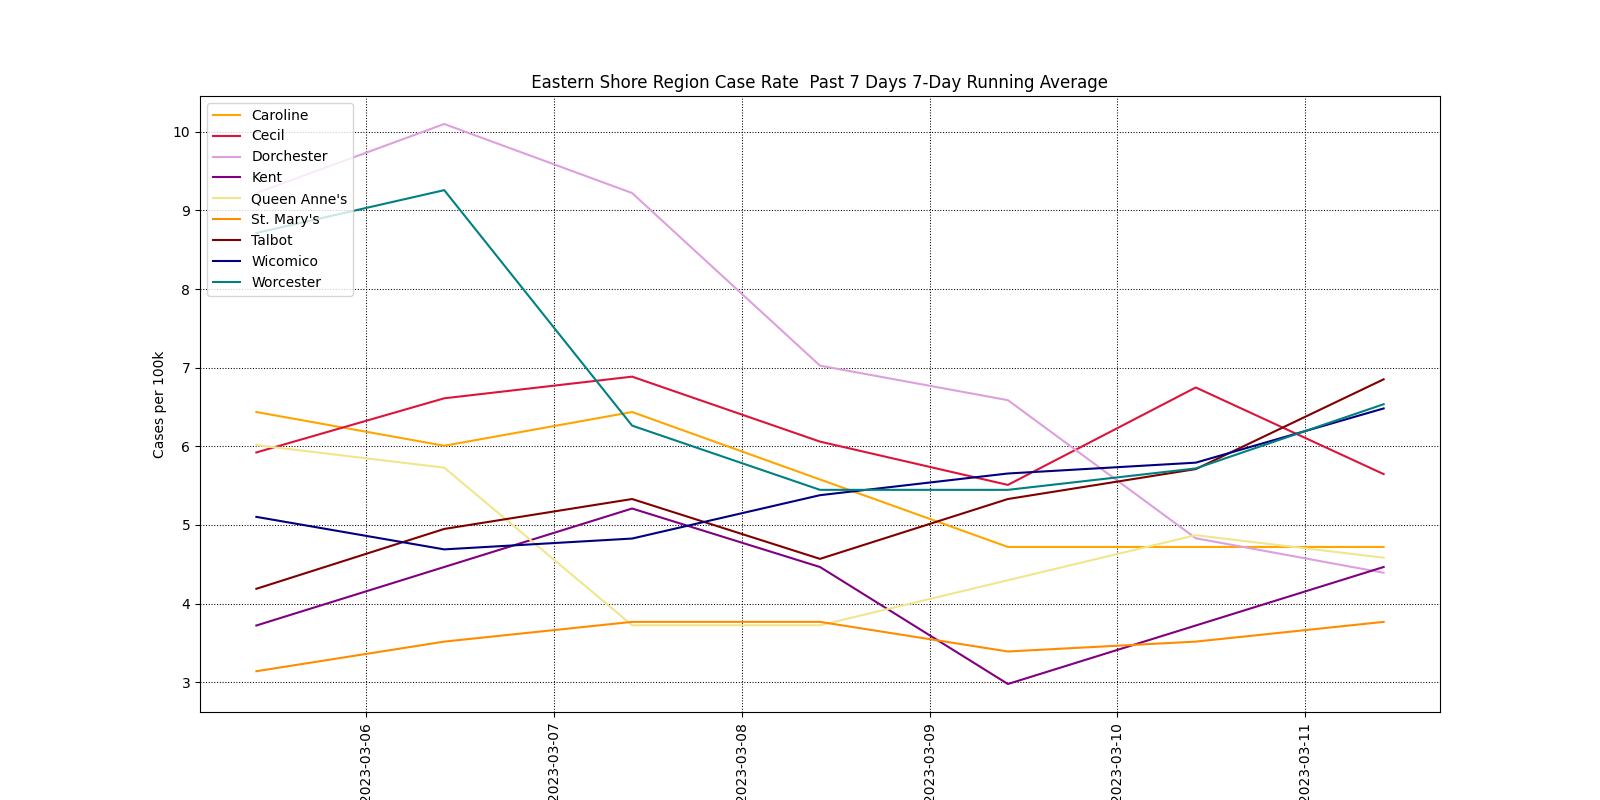 Eastern Shore Region Case Rate  Past 7 Days 7-Day Running Average
Caroline
Cecil
Dorchester
Kent
Queen Anne's
St. Mary's
Talbot
Wicomico
Worcester
Cases per 100k
10
9
8
7
6
5
4
3
2023-03-06
2023-03-07
2023-03-08
2023-03-09
2023-03-10
2023-03-11